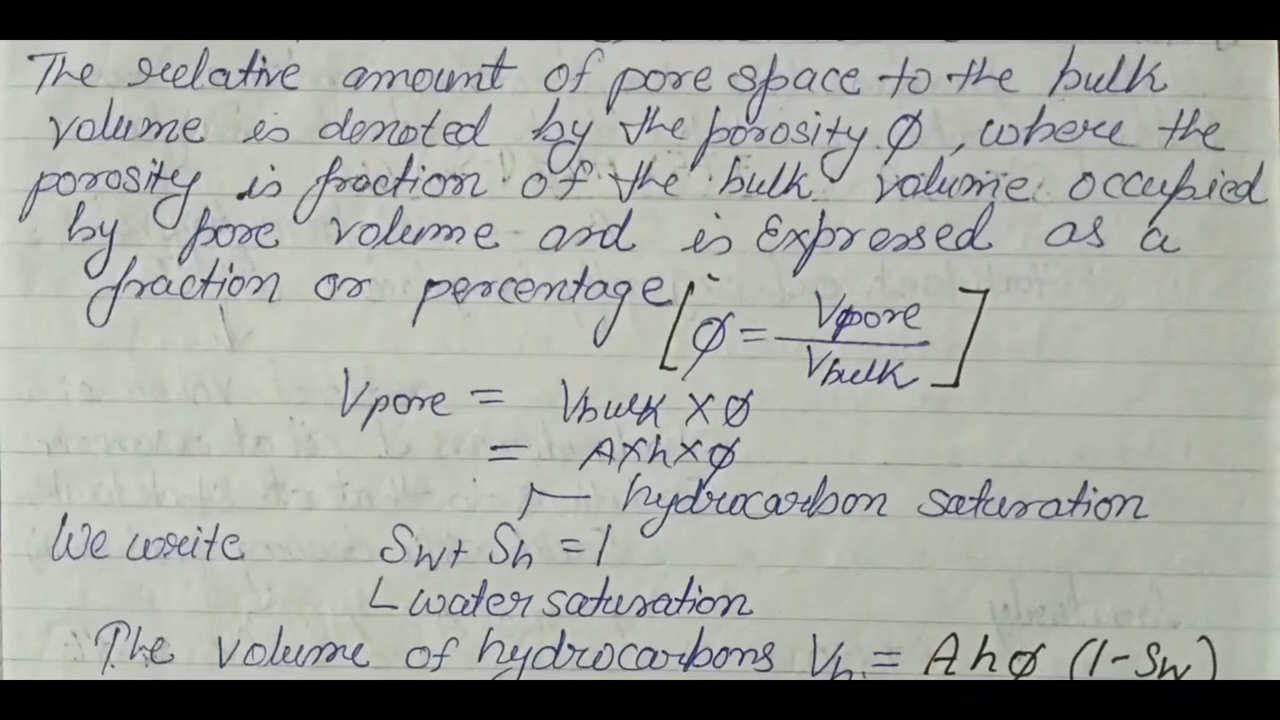 The relative amount of pore space to the bulk
volume is denoted by the porosity φ, where the
porosity is fraction of the bulk volume occupied
by pore volume and is Expressed as a
fraction or percentage [φ = Vpore / Vbulk]
Vpore = Vbulk × φ
= A×h×φ
hydrocarbon saturation
We write Sw + Sh = 1
water saturation
The volume of hydrocarbons Vh = Ahφ (1-Sw)